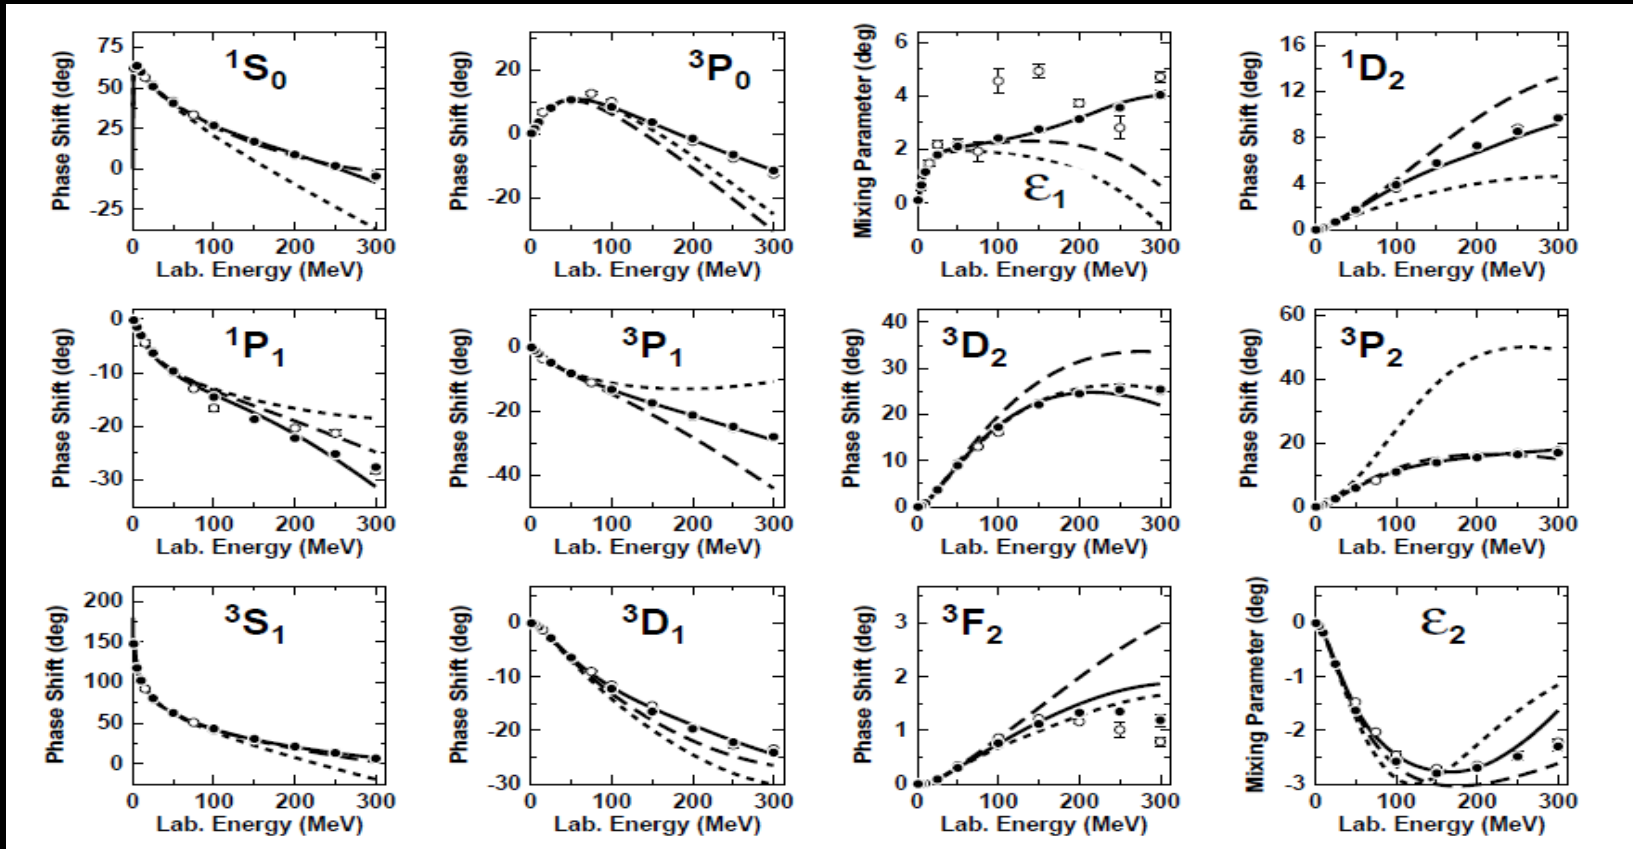 Phase Shift (deg)
75
50
25
0
-25
¹S₀
0 100 200 300
Lab. Energy (MeV)
Phase Shift (deg)
20
0
-20
³P₀
0 100 200 300
Lab. Energy (MeV)
Mixing Parameter (deg)
6
4
2
0
ε₁
0 100 200 300
Lab. Energy (MeV)
Phase Shift (deg)
16
12
8
4
0
¹D₂
0 100 200 300
Lab. Energy (MeV)
Phase Shift (deg)
0
-10
-20
-30
¹P₁
0 100 200 300
Lab. Energy (MeV)
Phase Shift (deg)
0
-20
-40
³P₁
0 100 200 300
Lab. Energy (MeV)
Phase Shift (deg)
40
30
20
10
0
³D₂
0 100 200 300
Lab. Energy (MeV)
Phase Shift (deg)
60
40
20
0
³P₂
0 100 200 300
Lab. Energy (MeV)
Phase Shift (deg)
200
150
100
50
0
³S₁
0 100 200 300
Lab. Energy (MeV)
Phase Shift (deg)
0
-10
-20
-30
³D₁
0 100 200 300
Lab. Energy (MeV)
Phase Shift (deg)
3
2
1
0
³F₂
0 100 200 300
Lab. Energy (MeV)
Mixing Parameter (deg)
0
-1
-2
-3
ε₂
0 100 200 300
Lab. Energy (MeV)